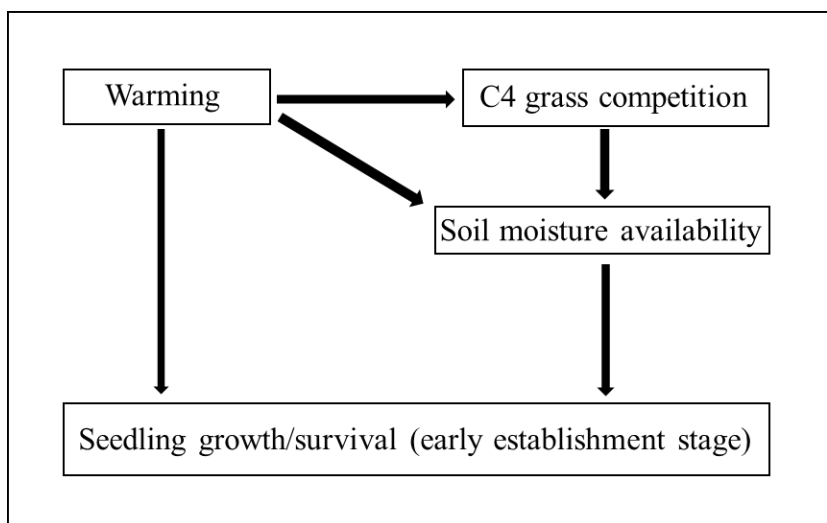 Warming
C4 grass competition
Soil moisture availability
Seedling growth/survival (early establishment stage)